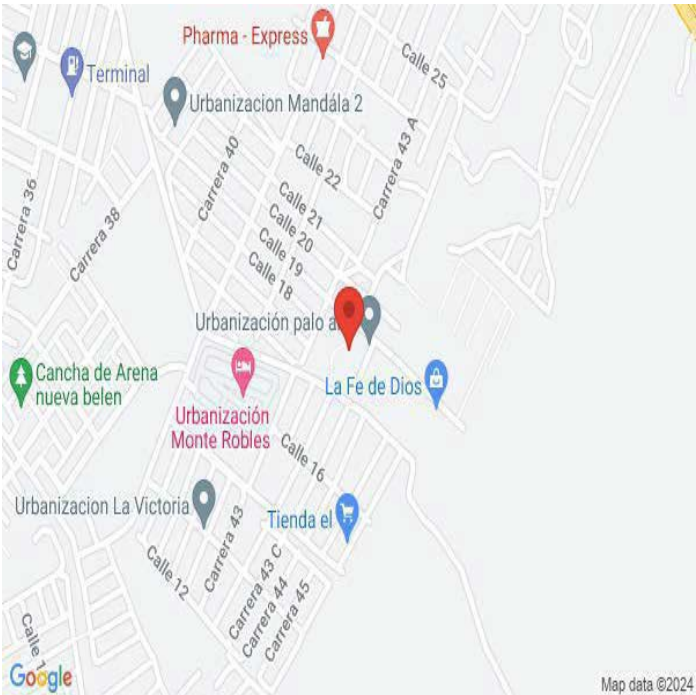 Pharma - Express
Calle 25
Terminal
Urbanizacion Mandála 2
Carrera 40
Calle 22
Carrera 43 A
Carrera 36
Carrera 38
Calle 21
Calle 20
Calle 19
Calle 18
Urbanización palo a
Cancha de Arena
nueva belen
La Fe de Dios
Urbanización
Monte Robles
Calle 16
Urbanizacion La Victoria
Carrera 43
Tienda el
Calle 12
Carrera 43 C
Carrera 44
Carrera 45
Calle 1
Google
Map data ©2024